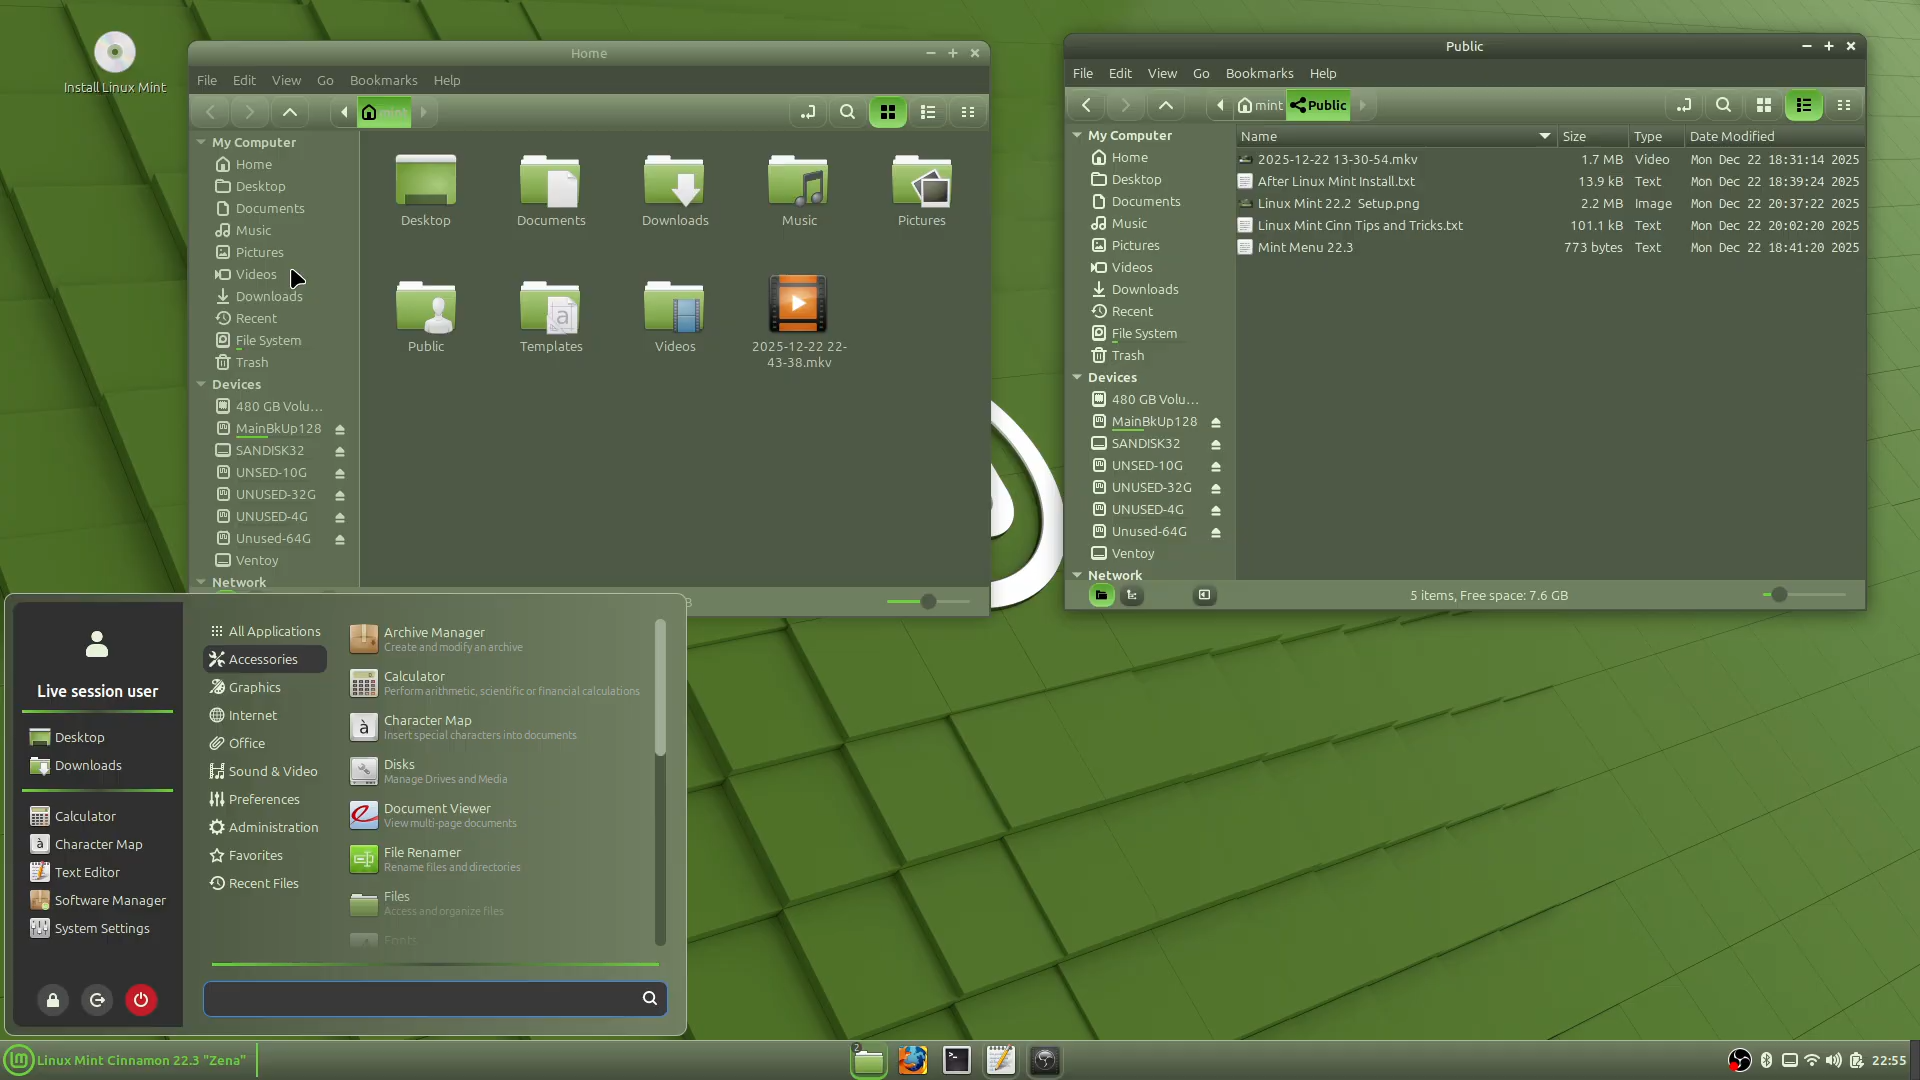 Install Linux Mint
Home
File Edit View Go Bookmarks Help
mint
My Computer
Home
Desktop
Documents
Music
Pictures
Videos
Downloads
Recent
File System
Trash
Devices
480 GB Volu...
MainBkUp128
SANDISK32
UNSED-10G
UNUSED-32G
UNUSED-4G
Unused-64G
Ventoy
Network
Desktop
Documents
Downloads
Music
Pictures
Public
Templates
Videos
2025-12-22 22-
43-38.mkv
B
Public
File Edit View Go Bookmarks Help
mint Public
My Computer
Home
Desktop
Documents
Music
Pictures
Videos
Downloads
Recent
File System
Trash
Devices
480 GB Volu...
MainBkUp128
SANDISK32
UNSED-10G
UNUSED-32G
UNUSED-4G
Unused-64G
Ventoy
Network
Name Size Type Date Modified
2025-12-22 13-30-54.mkv 1.7 MB Video Mon Dec 22 18:31:14 2025
After Linux Mint Install.txt 13.9 kB Text Mon Dec 22 18:39:24 2025
Linux Mint 22.2 Setup.png 2.2 MB Image Mon Dec 22 20:37:22 2025
Linux Mint Cinn Tips and Tricks.txt 101.1 kB Text Mon Dec 22 20:02:20 2025
Mint Menu 22.3 773 bytes Text Mon Dec 22 18:41:20 2025
5 items, Free space: 7.6 GB
Live session user
Desktop
Downloads
Calculator
Character Map
Text Editor
Software Manager
System Settings
All Applications
Accessories
Graphics
Internet
Office
Sound & Video
Preferences
Administration
Favorites
Recent Files
Archive Manager
Create and modify an archive
Calculator
Perform arithmetic, scientific or financial calculations
Character Map
Insert special characters into documents
Disks
Manage Drives and Media
Document Viewer
View multi-page documents
File Renamer
Rename files and directories
Files
Access and organize files
Fonts
Linux Mint Cinnamon 22.3 "Zena"
2
22:55